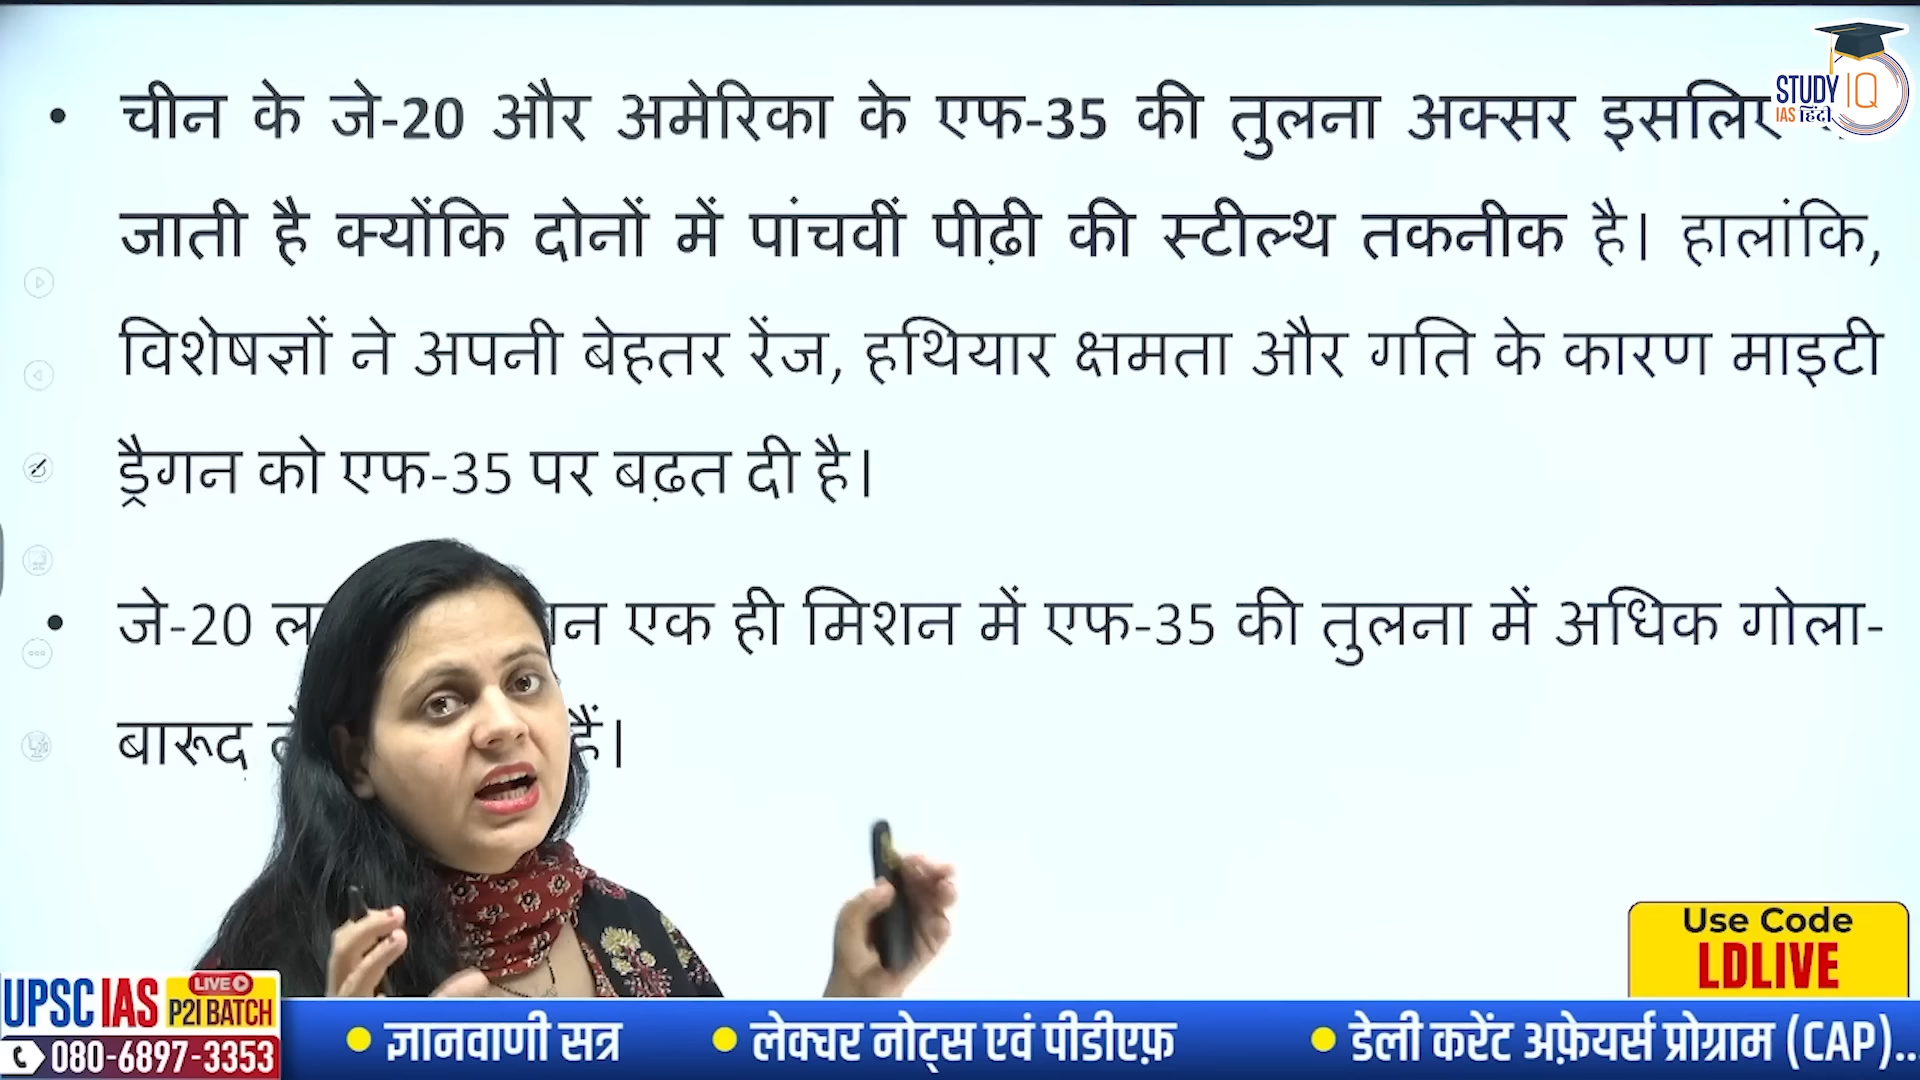 • चीन के जे-20 और अमेरिका के एफ-35 की तुलना अक्सर इसलिए
जाती है क्योंकि दोनों में पांचवीं पीढ़ी की स्टील्थ तकनीक है। हालांकि,
विशेषज्ञों ने अपनी बेहतर रेंज, हथियार क्षमता और गति के कारण माइटी
ड्रैगन को एफ-35 पर बढ़त दी है।
• जे-20 एक ही मिशन में एफ-35 की तुलना में अधिक गोला-
बारूद हैं।
STUDY IQ
IAS हिंदी
Use Code
LDLIVE
UPSC IAS
LIVE
P2I BATCH
080-6897-3353
• ज्ञानवाणी सत्र • लेक्चर नोट्स एवं पीडीएफ़ • डेली करेंट अफ़ेयर्स प्रोग्राम (CAP)...